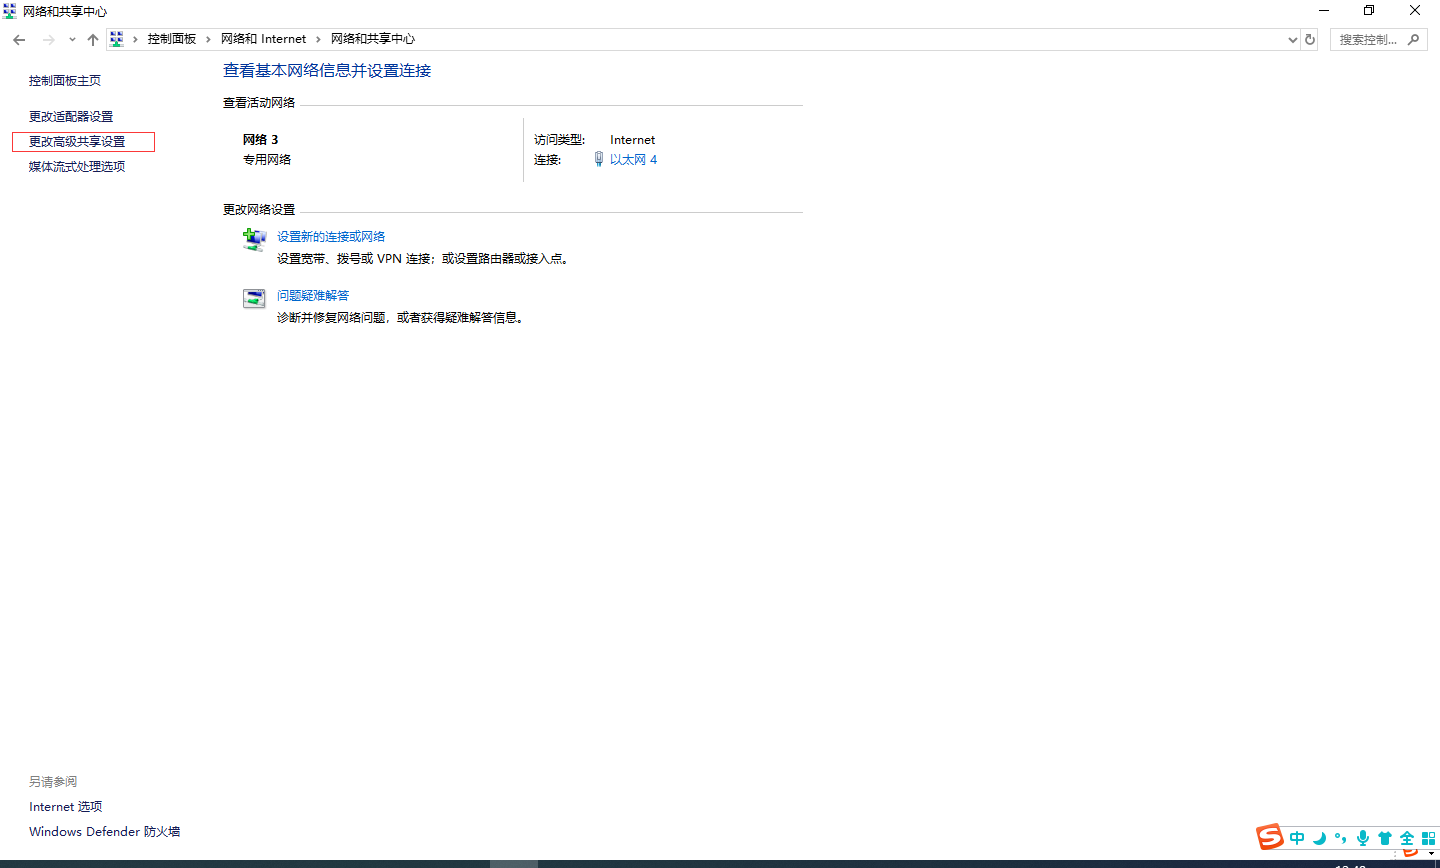 网络和共享中心
控制面板 网络和 Internet 网络和共享中心 搜索控制...
控制面板主页
更改适配器设置
更改高级共享设置
媒体流式处理选项
查看基本网络信息并设置连接
查看活动网络
网络 3
专用网络
访问类型: Internet
连接: 以太网 4
更改网络设置
设置新的连接或网络
设置宽带、拨号或 VPN 连接；或设置路由器或接入点。
问题疑难解答
诊断并修复网络问题，或者获得疑难解答信息。
另请参阅
Internet 选项
Windows Defender 防火墙
中 全